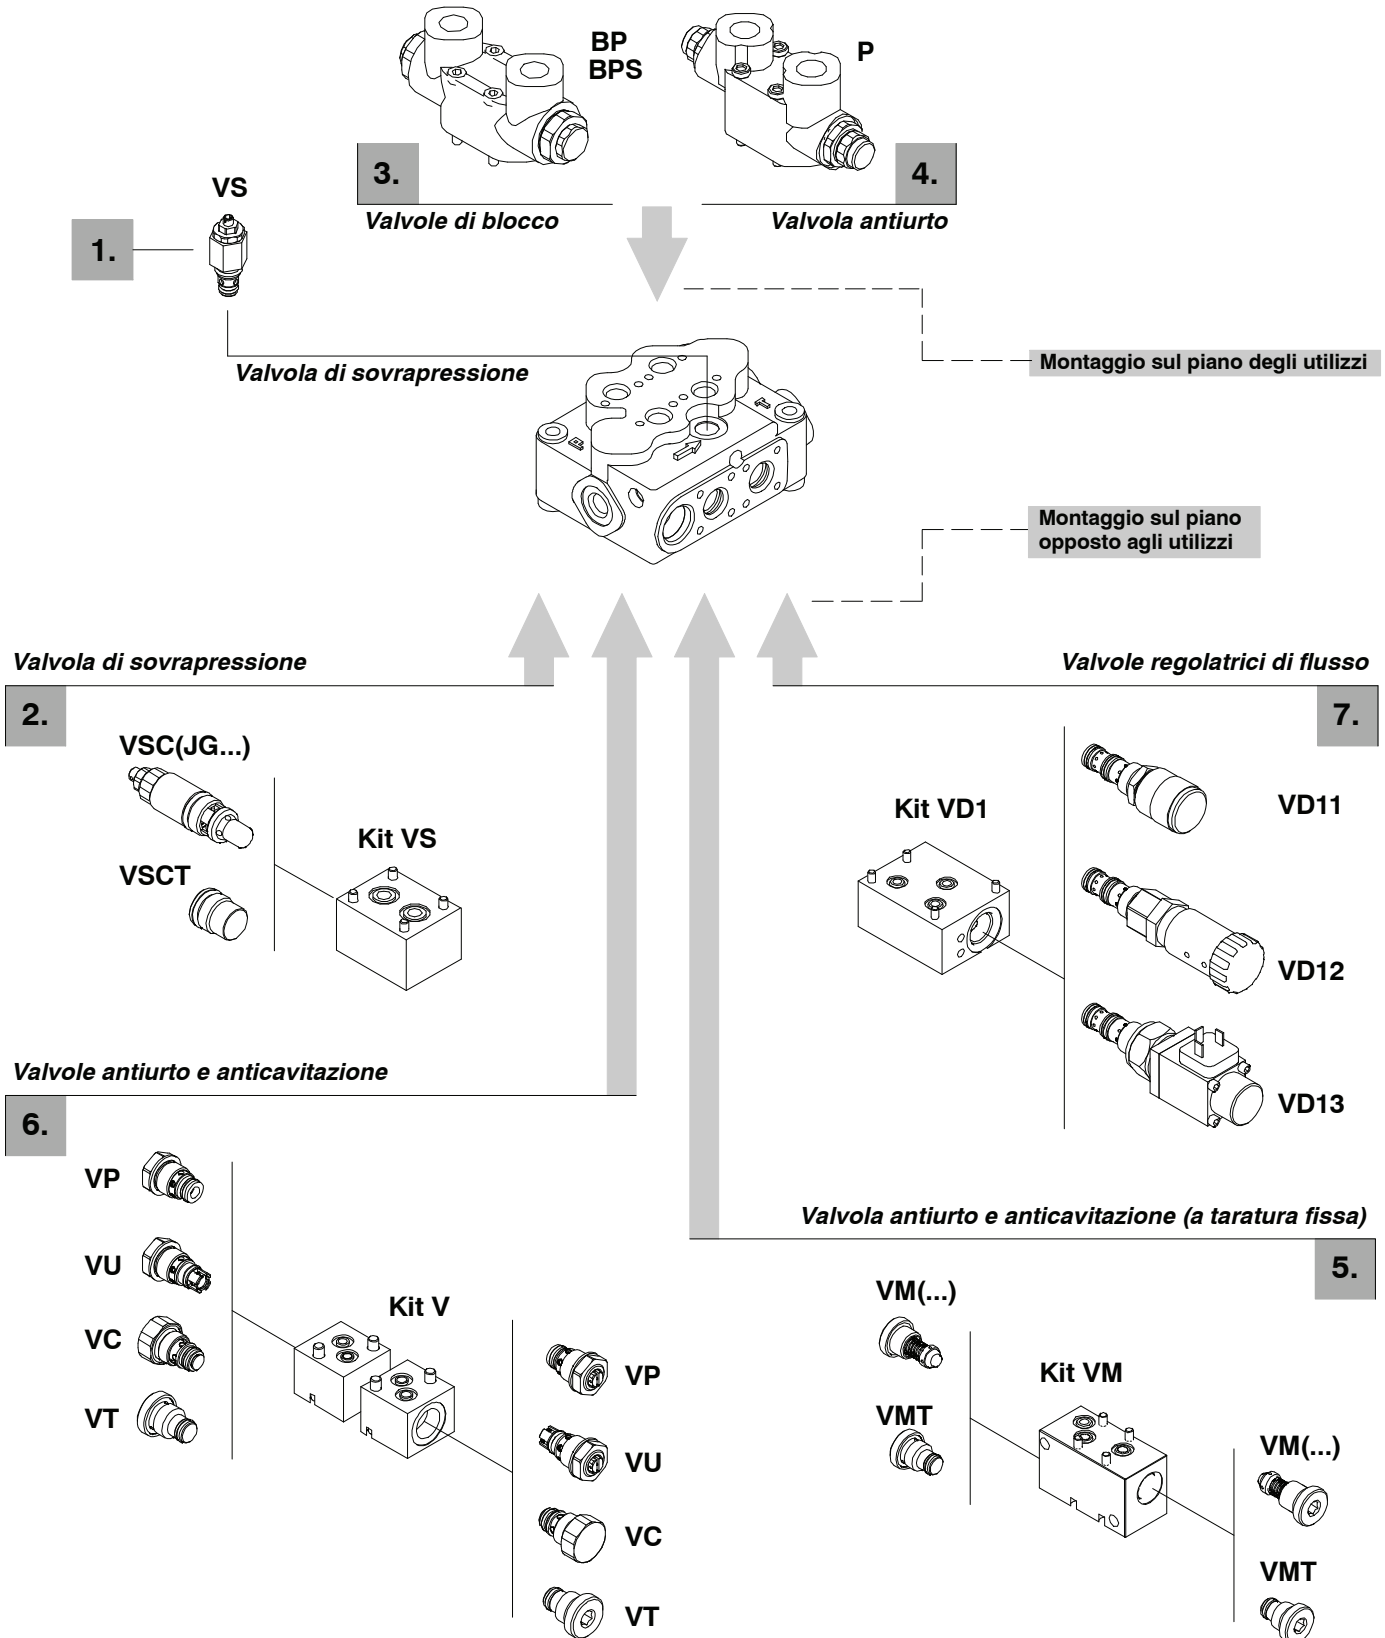 BP
BPS
P
3.
4.
VS
Valvole di blocco
Valvola antiurto
1.
Montaggio sul piano degli utilizzi
Valvola di sovrapressione
T
P
Montaggio sul piano
opposto agli utilizzi
Valvola di sovrapressione
Valvole regolatrici di flusso
2.
7.
VSC(JG...)
Kit VS
VSCT
Kit VD1
VD11
VD12
VD13
Valvole antiurto e anticavitazione
6.
VP
VU
VC
VT
Kit V
VP
VU
VC
VT
Valvola antiurto e anticavitazione (a taratura fissa)
5.
VM(...)
VMT
Kit VM
VM(...)
VMT